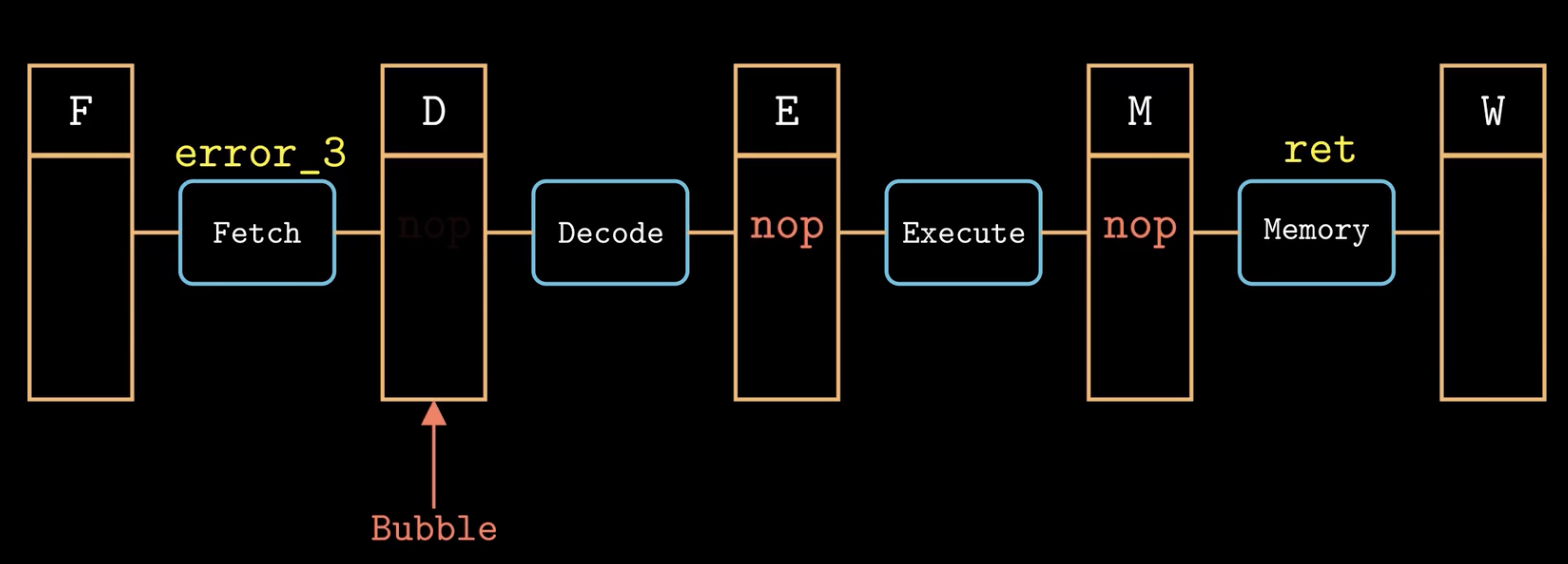 F
D
E
M
W
error_3
ret
Fetch
nop
Decode
nop
Execute
nop
Memory
Bubble